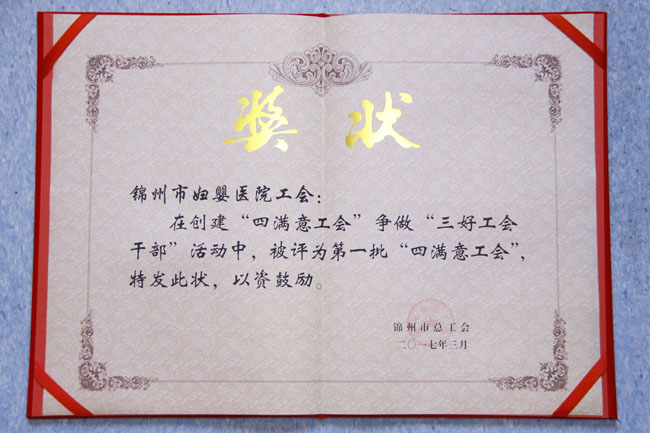 奖状
锦州市妇婴医院工会：
在创建“四满意工会”争做“三好工会
干部”活动中，被评为第一批“四满意工会”，
特发此状，以资鼓励。
锦州市总工会
二〇一七年三月